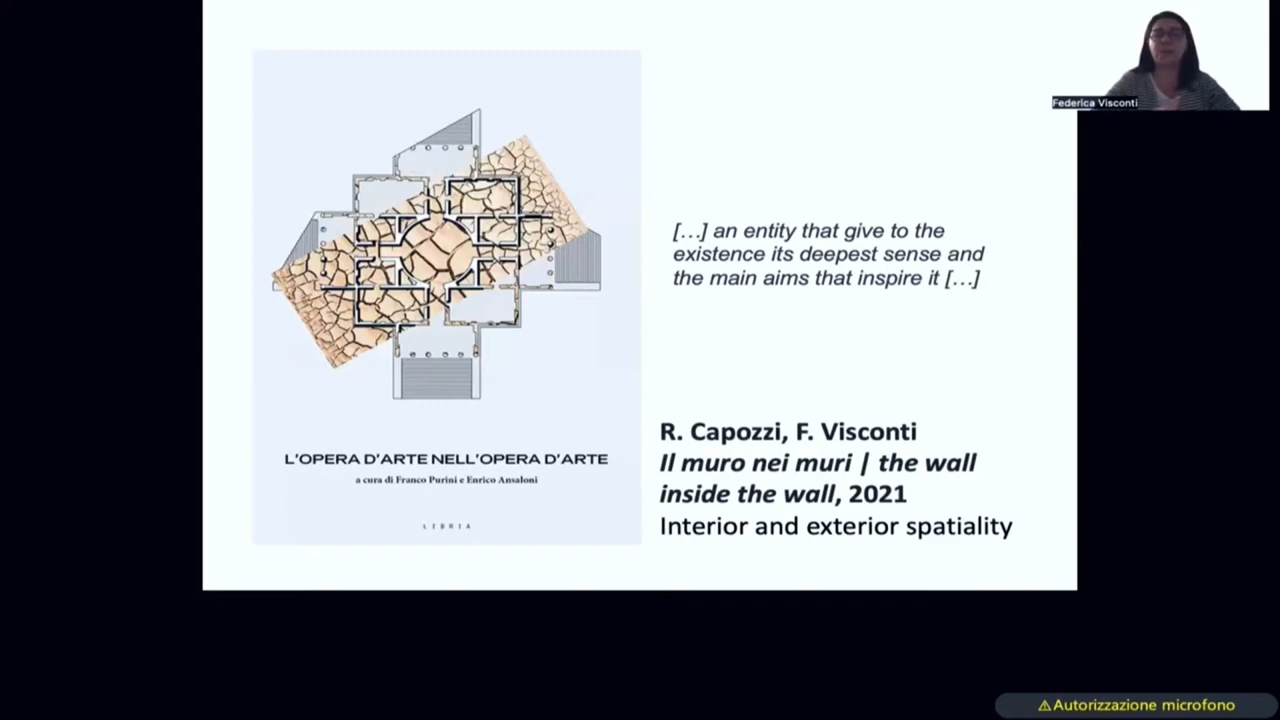 Federica Visconti
[...] an entity that give to the
existence its deepest sense and
the main aims that inspire it [...]
R. Capozzi, F. Visconti
Il muro nei muri | the wall
inside the wall, 2021
Interior and exterior spatiality
L'OPERA D'ARTE NELL'OPERA D'ARTE
a cura di Franco Purini e Enrico Ansaloni
LIBRIA
⚠Autorizzazione microfono